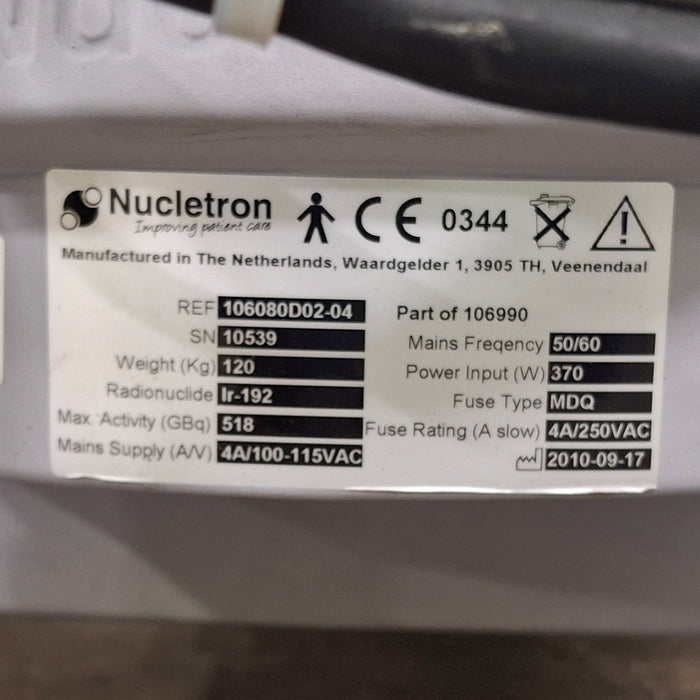 Nucletron
Improving patient care
CE 0344
Manufactured in The Netherlands, Waardgelder 1, 3905 TH, Veenendaal
REF 106080D02-04
Part of 106990
SN 10539
Mains Freqency 50/60
Weight (Kg) 120
Power Input (W) 370
Radionuclide Ir-192
Fuse Type MDQ
Max. Activity (GBq) 518
Fuse Rating (A slow) 4A/250VAC
Mains Supply (A/V) 4A/100-115VAC
2010-09-17